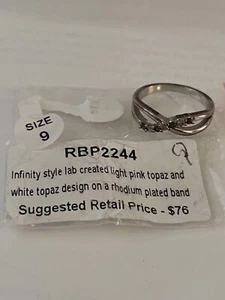 SIZE
9
RBP2244
9
Infinity style lab created light pink topaz and
white topaz design on a rhodium plated band
Suggested Retail Price - $76